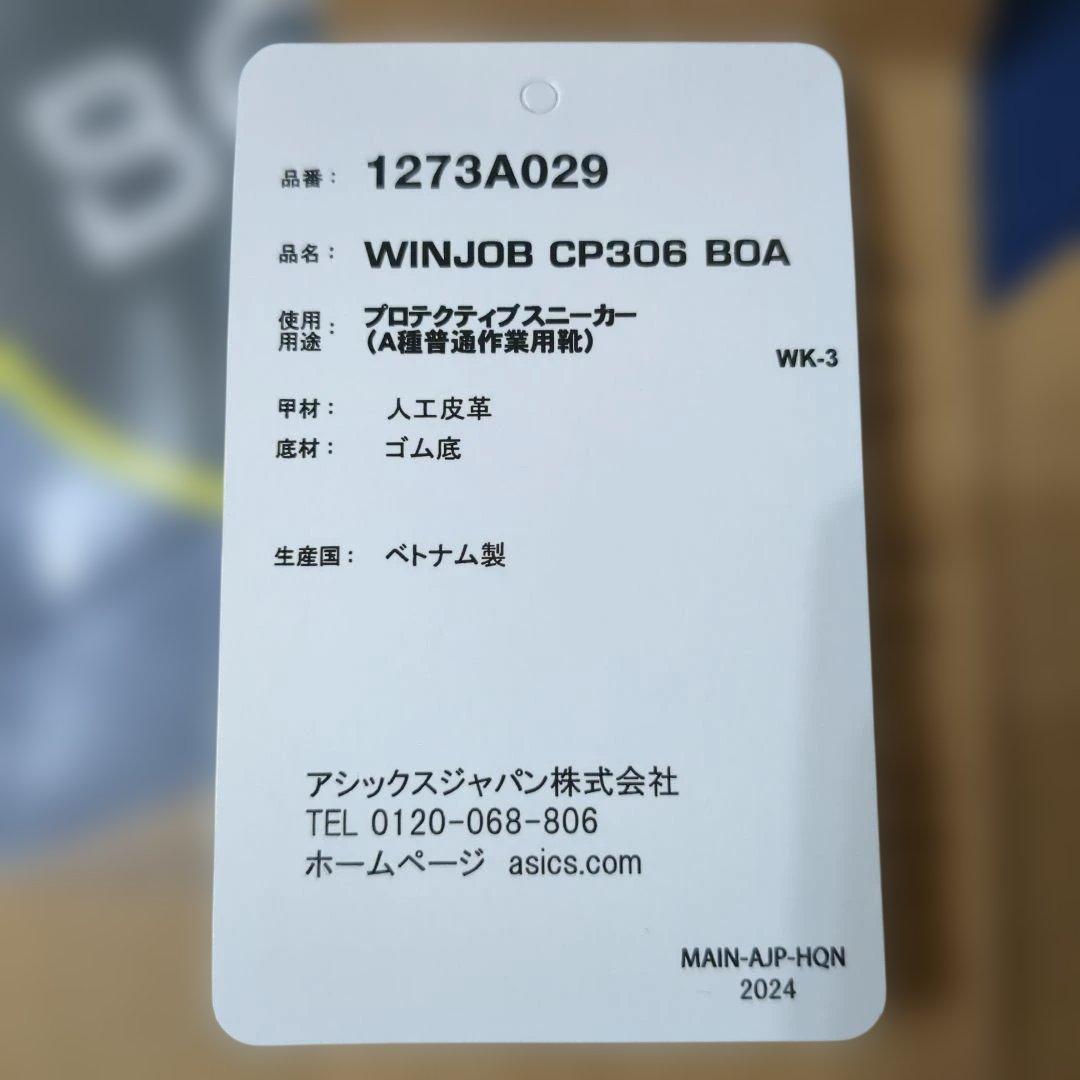 BO
品番： 1273A029
品名： WINJOB CP306 BOA
使用用途： プロテクティブスニーカー
（A種普通作業用靴）
WK-3
甲材： 人工皮革
底材： ゴム底
生産国： ベトナム製
アシックスジャパン株式会社
TEL 0120-068-806
ホームページ asics.com
MAIN-AJP-HQN
2024